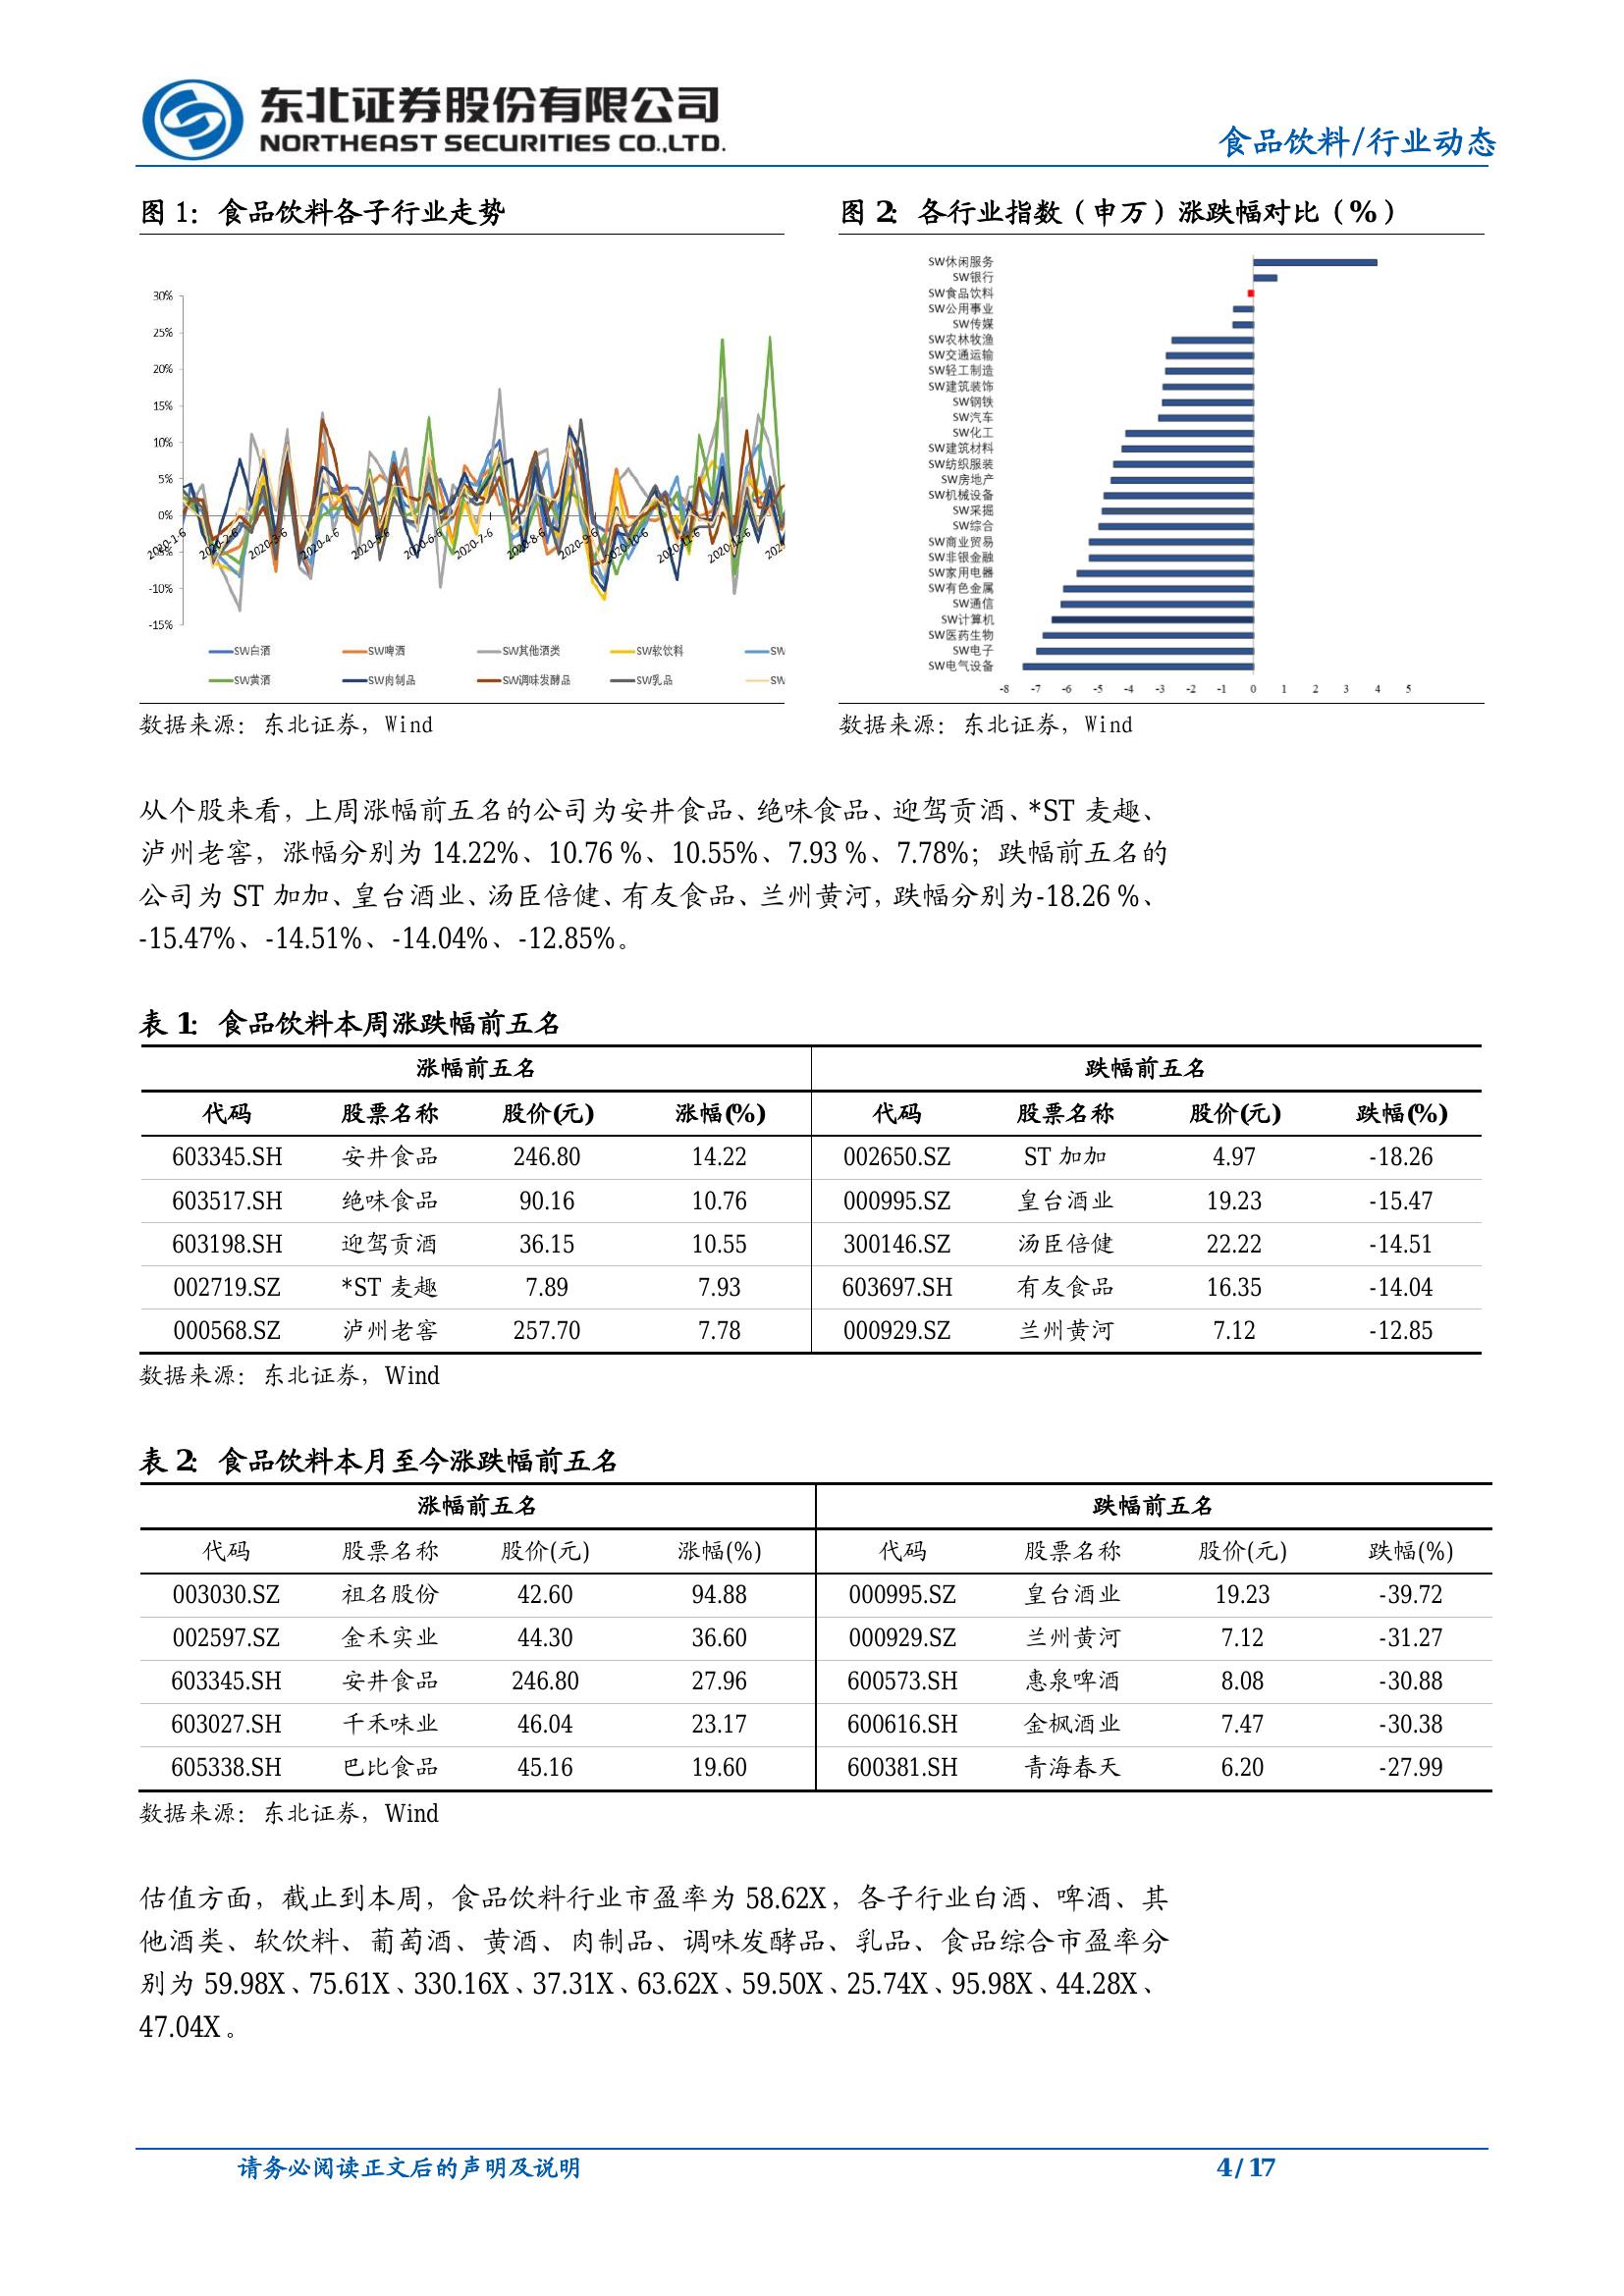 东北证券股份有限公司
NORTHEAST SECURITIES CO.,LTD.
食品饮料/行业动态
图 1： 食品饮料各子行业走势
30%
25%
20%
15%
10%
5%
0%
-5%
-10%
-15%
2020-1-6 2020-2-6 2020-3-6 2020-4-6 2020-5-6 2020-6-6 2020-7-6 2020-8-6 2020-9-6 2020-10-6 2020-11-6 2020-12-6
SW白酒 SW啤酒 SW其他酒类 SW软饮料 SW
SW黄酒 SW肉制品 SW调味发酵品 SW乳品 SW
数据来源：东北证券，Wind
图 2： 各行业指数（申万）涨跌幅对比（%）
SW休闲服务
SW银行
SW食品饮料
SW公用事业
SW传媒
SW农林牧渔
SW交通运输
SW轻工制造
SW建筑装饰
SW钢铁
SW汽车
SW化工
SW建筑材料
SW纺织服装
SW房地产
SW机械设备
SW采掘
SW综合
SW商业贸易
SW非银金融
SW家用电器
SW有色金属
SW通信
SW计算机
SW医药生物
SW电子
SW电气设备
-8 -7 -6 -5 -4 -3 -2 -1 0 1 2 3 4 5
数据来源：东北证券，Wind
从个股来看，上周涨幅前五名的公司为安井食品、绝味食品、迎驾贡酒、*ST 麦趣、
泸州老窖，涨幅分别为 14.22%、10.76 %、10.55%、7.93 %、7.78%；跌幅前五名的
公司为 ST 加加、皇台酒业、汤臣倍健、有友食品、兰州黄河，跌幅分别为-18.26 %、
-15.47%、-14.51%、-14.04%、-12.85%。
表 1： 食品饮料本周涨跌幅前五名
涨幅前五名 跌幅前五名
代码 股票名称 股价(元) 涨幅(%) 代码 股票名称 股价(元) 跌幅(%)
603345.SH 安井食品 246.80 14.22 002650.SZ ST 加加 4.97 -18.26
603517.SH 绝味食品 90.16 10.76 000995.SZ 皇台酒业 19.23 -15.47
603198.SH 迎驾贡酒 36.15 10.55 300146.SZ 汤臣倍健 22.22 -14.51
002719.SZ *ST 麦趣 7.89 7.93 603697.SH 有友食品 16.35 -14.04
000568.SZ 泸州老窖 257.70 7.78 000929.SZ 兰州黄河 7.12 -12.85
数据来源：东北证券，Wind
表 2： 食品饮料本月至今涨跌幅前五名
涨幅前五名 跌幅前五名
代码 股票名称 股价(元) 涨幅(%) 代码 股票名称 股价(元) 跌幅(%)
003030.SZ 祖名股份 42.60 94.88 000995.SZ 皇台酒业 19.23 -39.72
002597.SZ 金禾实业 44.30 36.60 000929.SZ 兰州黄河 7.12 -31.27
603345.SH 安井食品 246.80 27.96 600573.SH 惠泉啤酒 8.08 -30.88
603027.SH 千禾味业 46.04 23.17 600616.SH 金枫酒业 7.47 -30.38
605338.SH 巴比食品 45.16 19.60 600381.SH 青海春天 6.20 -27.99
数据来源：东北证券，Wind
估值方面，截止到本周，食品饮料行业市盈率为 58.62X，各子行业白酒、啤酒、其
他酒类、软饮料、葡萄酒、黄酒、肉制品、调味发酵品、乳品、食品综合市盈率分
别为 59.98X、75.61X、330.16X、37.31X、63.62X、59.50X、25.74X、95.98X、44.28X、
47.04X。
请务必阅读正文后的声明及说明
4 / 17